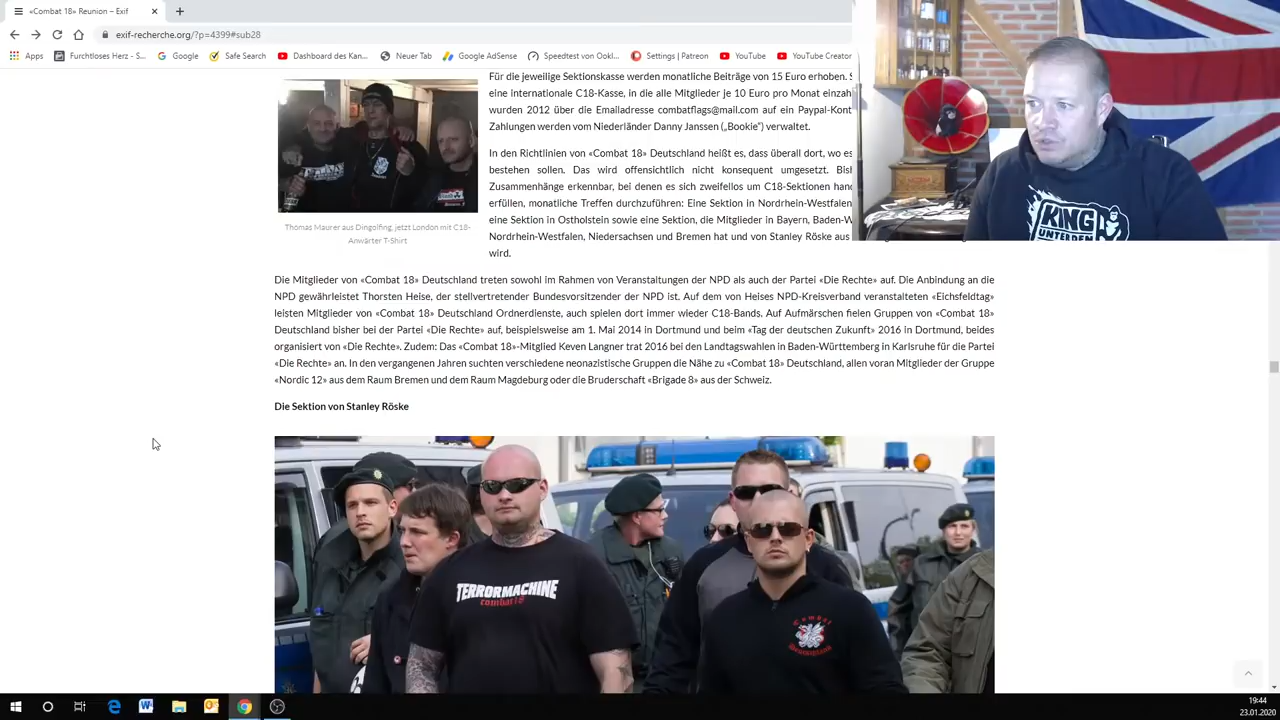 «Combat 18» Reunion – Exif
exif-recherche.org/?p=4399#sub28
Apps Furchtloses Herz - S... Google Safe Search Dashboard des Kan... Neuer Tab Google AdSense Speedtest von Ookl... Settings | Patreon YouTube YouTube Creator
Für die jeweilige Sektionskasse werden monatliche Beiträge von 15 Euro erhoben.
eine internationale C18-Kasse, in die alle Mitglieder je 10 Euro pro Monat einzah
wurden 2012 über die Emailadresse combatflags@mail.com auf ein Paypal-Kont
Zahlungen werden vom Niederländer Danny Janssen („Bookie“) verwaltet.
In den Richtlinien von «Combat 18» Deutschland heißt es, dass überall dort, wo es
bestehen sollen. Das wird offensichtlich nicht konsequent umgesetzt. Bish
Zusammenhänge erkennbar, bei denen es sich zweifellos um C18-Sektionen hand
erfüllen, monatliche Treffen durchzuführen: Eine Sektion in Nordrhein-Westfalen
eine Sektion in Ostholstein sowie eine Sektion, die Mitglieder in Bayern, Baden-W
Nordrhein-Westfalen, Niedersachsen und Bremen hat und von Stanley Röske aus
wird.
Thomas Maurer aus Dingolfing, jetzt London mit C18-
Anwärter T-Shirt
Die Mitglieder von «Combat 18» Deutschland treten sowohl im Rahmen von Veranstaltungen der NPD als auch der Partei «Die Rechte» auf. Die Anbindung an die
NPD gewährleistet Thorsten Heise, der stellvertretender Bundesvorsitzender der NPD ist. Auf dem von Heises NPD-Kreisverband veranstalteten «Eichsfeldtag»
leisten Mitglieder von «Combat 18» Deutschland Ordnerdienste, auch spielen dort immer wieder C18-Bands. Auf Aufmärschen fielen Gruppen von «Combat 18»
Deutschland bisher bei der Partei «Die Rechte» auf, beispielsweise am 1. Mai 2014 in Dortmund und beim «Tag der deutschen Zukunft» 2016 in Dortmund, beides
organisiert von «Die Rechte». Zudem: Das «Combat 18»-Mitglied Keven Langner trat 2016 bei den Landtagswahlen in Baden-Württemberg in Karlsruhe für die Partei
«Die Rechte» an. In den vergangenen Jahren suchten verschiedene neonazistische Gruppen die Nähe zu «Combat 18» Deutschland, allen voran Mitglieder der Gruppe
«Nordic 12» aus dem Raum Bremen und dem Raum Magdeburg oder die Bruderschaft «Brigade 8» aus der Schweiz.
Die Sektion von Stanley Röske
TERRORMACHINE
combat18
Combat
Deutschland
KING
UNTER DEN
19:44
23.01.2020